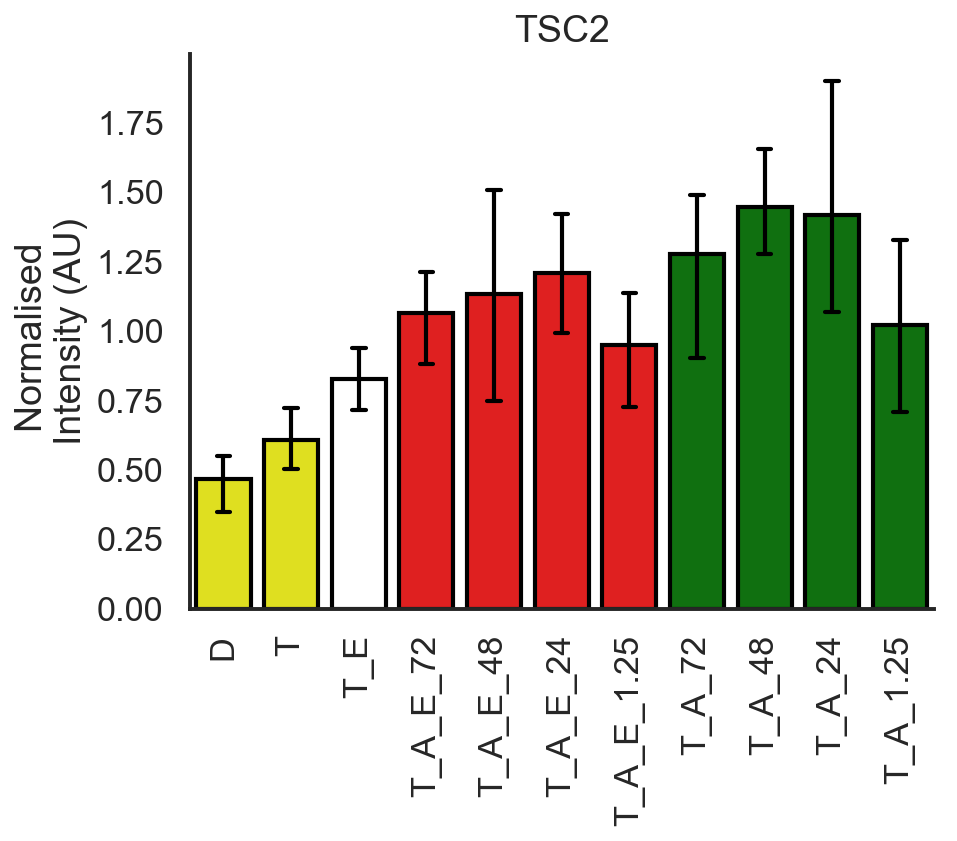 TSC2
Normalised
Intensity (AU)
1.75
1.50
1.25
1.00
0.75
0.50
0.25
0.00
D
T
T_E
T_A_E_72
T_A_E_48
T_A_E_24
T_A_E_1.25
T_A_72
T_A_48
T_A_24
T_A_1.25